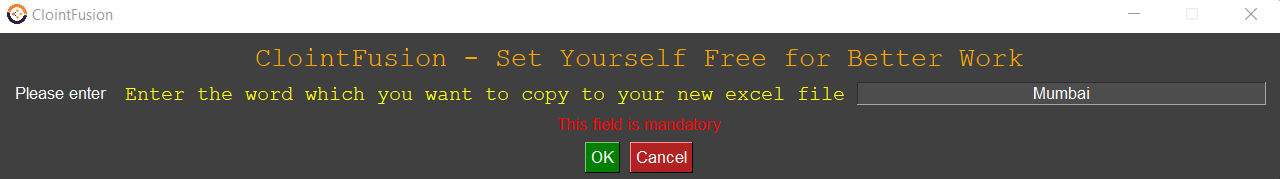 ClointFusion
ClointFusion - Set Yourself Free for Better Work
Please enter Enter the word which you want to copy to your new excel file Mumbai
This field is mandatory
OK Cancel